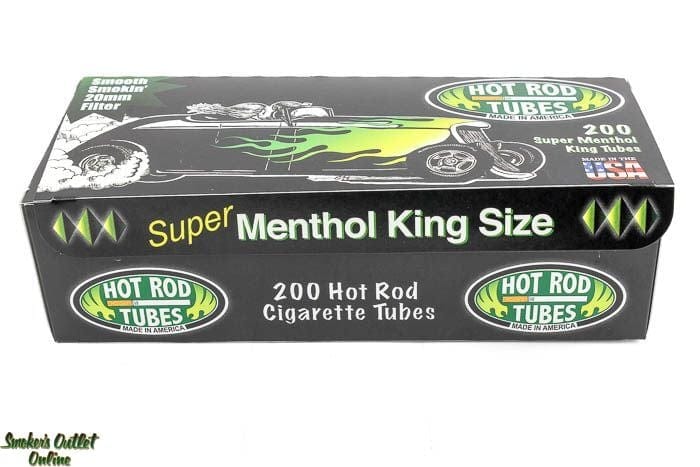 Smooth
Smokin'
20mm
Filter
HOT ROD
TUBES
MADE IN AMERICA
200
Super Menthol
King Tubes
MADE IN THE
USA
Super Menthol King Size
HOT ROD
TUBES
MADE IN AMERICA
200 Hot Rod
Cigarette Tubes
HOT ROD
TUBES
MADE IN AMERICA
Smoker's Outlet
Online